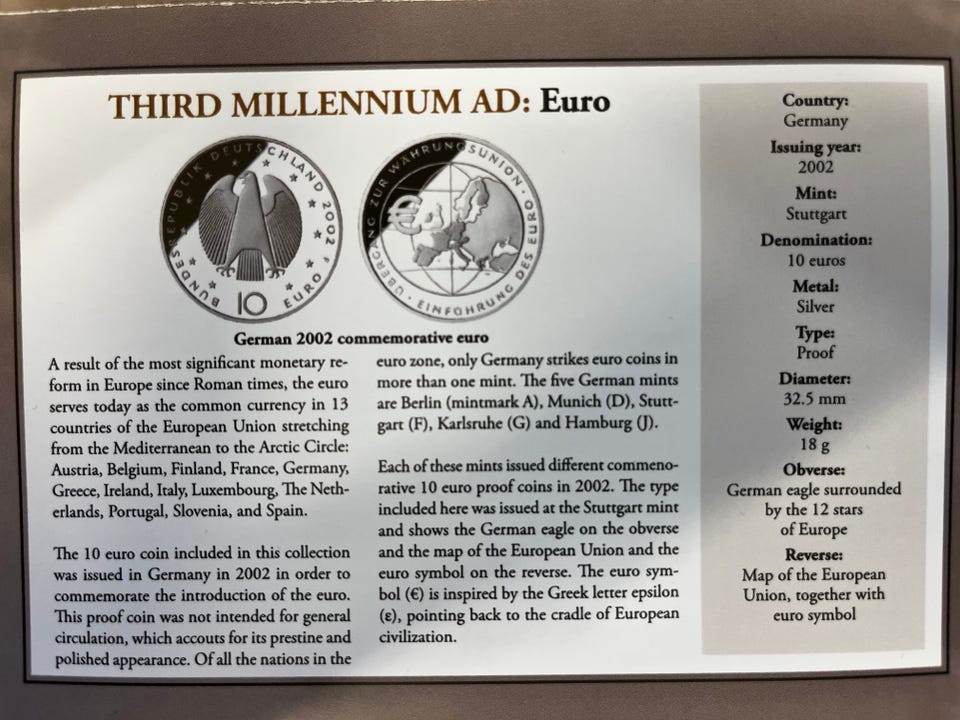 THIRD MILLENNIUM AD: Euro
BUNDESREPUBLIK DEUTSCHLAND 2002 F
10 EURO
ÜBERGANG ZUR WÄHRUNGSUNION · EINFÜHRUNG DES EURO ·
€
German 2002 commemorative euro
A result of the most significant monetary re-
form in Europe since Roman times, the euro
serves today as the common currency in 13
countries of the European Union stretching
from the Mediterranean to the Arctic Circle:
Austria, Belgium, Finland, France, Germany,
Greece, Ireland, Italy, Luxembourg, The Neth-
erlands, Portugal, Slovenia, and Spain.
The 10 euro coin included in this collection
was issued in Germany in 2002 in order to
commemorate the introduction of the euro.
This proof coin was not intended for general
circulation, which accouts for its prestine and
polished appearance. Of all the nations in the
euro zone, only Germany strikes euro coins in
more than one mint. The five German mints
are Berlin (mintmark A), Munich (D), Stutt-
gart (F), Karlsruhe (G) and Hamburg (J).
Each of these mints issued different commeno-
rative 10 euro proof coins in 2002. The type
included here was issued at the Stuttgart mint
and shows the German eagle on the obverse
and the map of the European Union and the
euro symbol on the reverse. The euro sym-
bol (€) is inspired by the Greek letter epsilon
(ε), pointing back to the cradle of European
civilization.
Country:
Germany
Issuing year:
2002
Mint:
Stuttgart
Denomination:
10 euros
Metal:
Silver
Type:
Proof
Diameter:
32.5 mm
Weight:
18 g
Obverse:
German eagle surrounded
by the 12 stars
of Europe
Reverse:
Map of the European
Union, together with
euro symbol